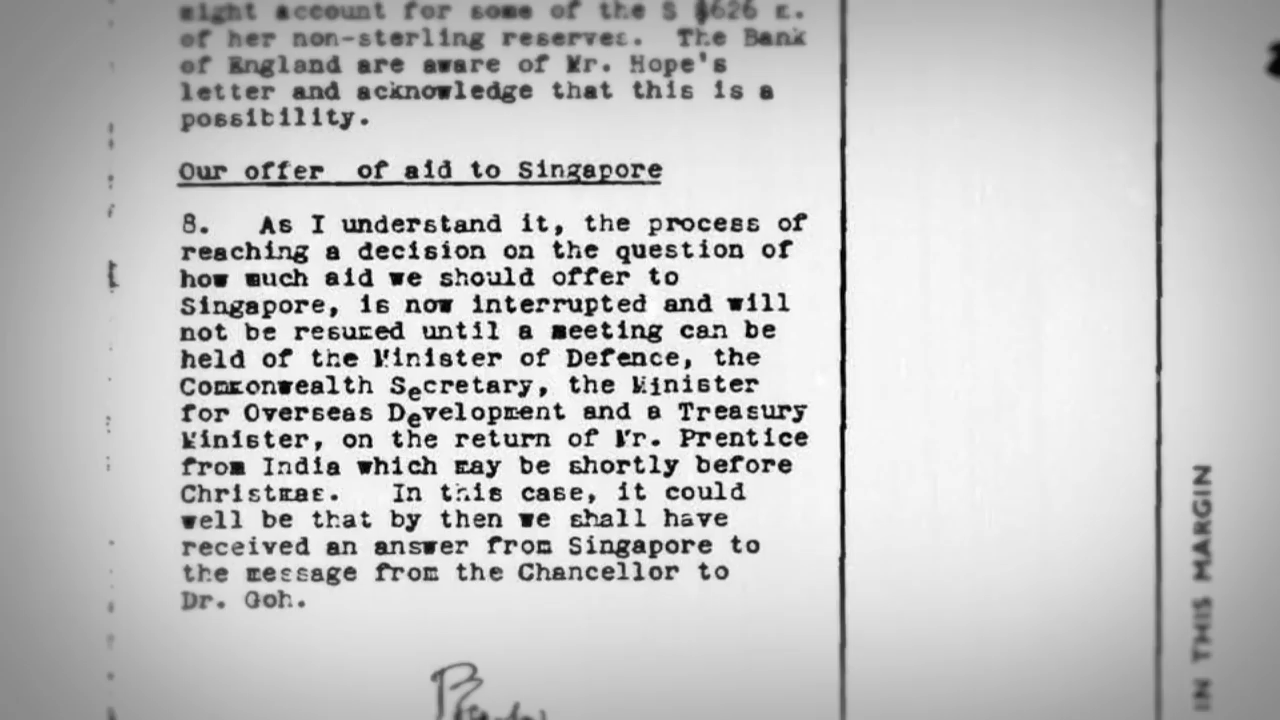 might account for some of the S $626 m.
of her non-sterling reserves. The Bank
of England are aware of Mr. Hope's
letter and acknowledge that this is a
possibility.
Our offer of aid to Singapore
8. As I understand it, the process of
reaching a decision on the question of
how much aid we should offer to
Singapore, is now interrupted and will
not be resumed until a meeting can be
held of the Minister of Defence, the
Commonwealth Secretary, the Minister
for Overseas Development and a Treasury
Minister, on the return of Mr. Prentice
from India which may be shortly before
Christmas. In this case, it could
well be that by then we shall have
received an answer from Singapore to
the message from the Chancellor to
Dr. Goh.
IN THIS MARGIN